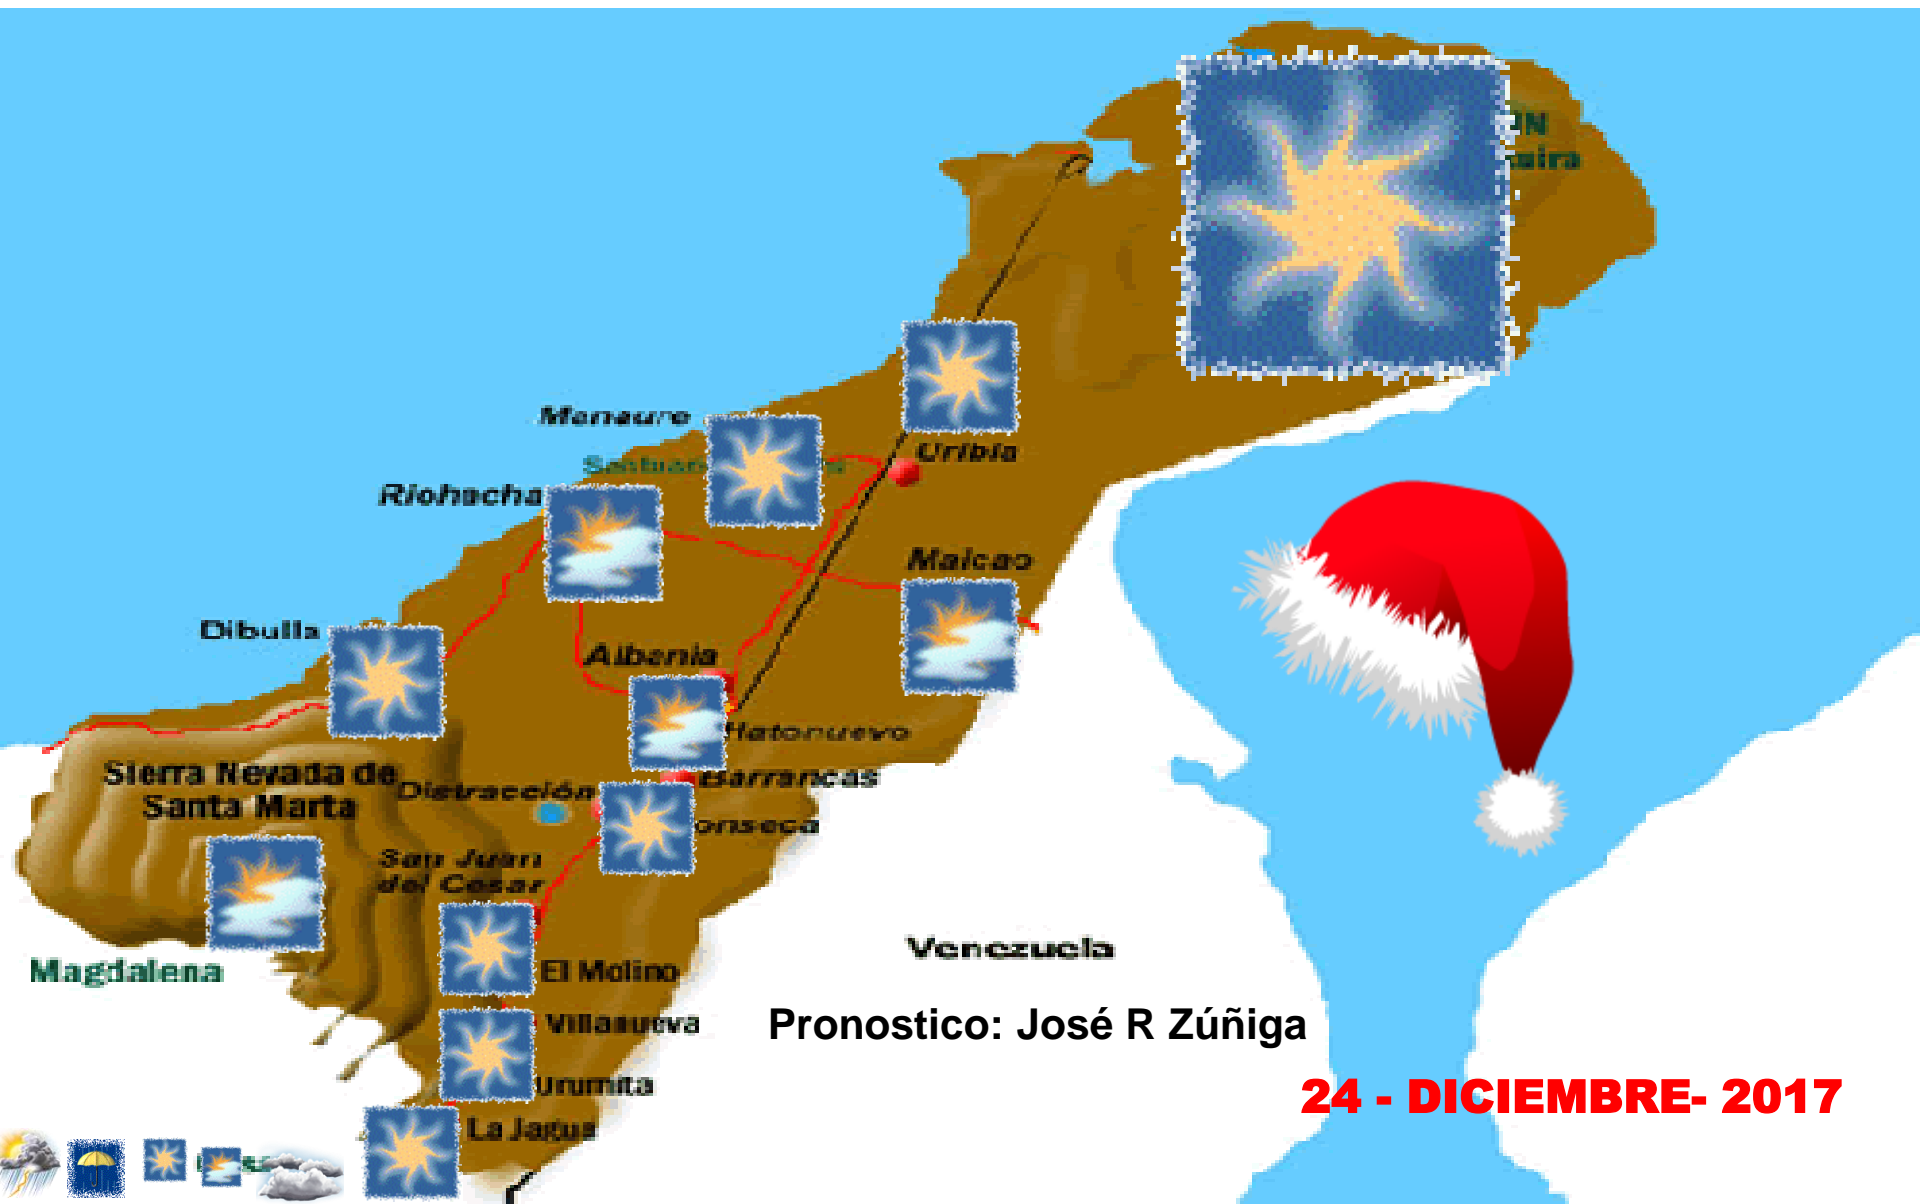 Manaure
Uribia
Riohacha
Maicao
Dibulla
Albania
Hatonuevo
Sierra Nevada de
Santa Marta
Distracción
Barrancas
onseca
San Juan
del Cesar
Venezuela
Magdalena
El Molino
Villanueva
Pronostico: José R Zúñiga
Urumita
24 - DICIEMBRE- 2017
La Jagua